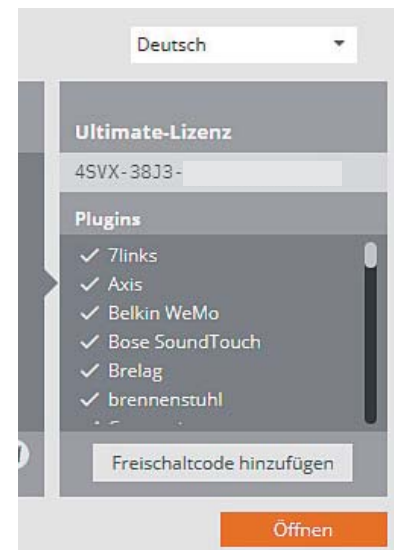 Deutsch
Ultimate-Lizenz
4SVX-38J3-
Plugins
7links
Axis
Belkin WeMo
Bose SoundTouch
Brelag
brennenstuhl
Freischaltcode hinzufügen
Öffnen